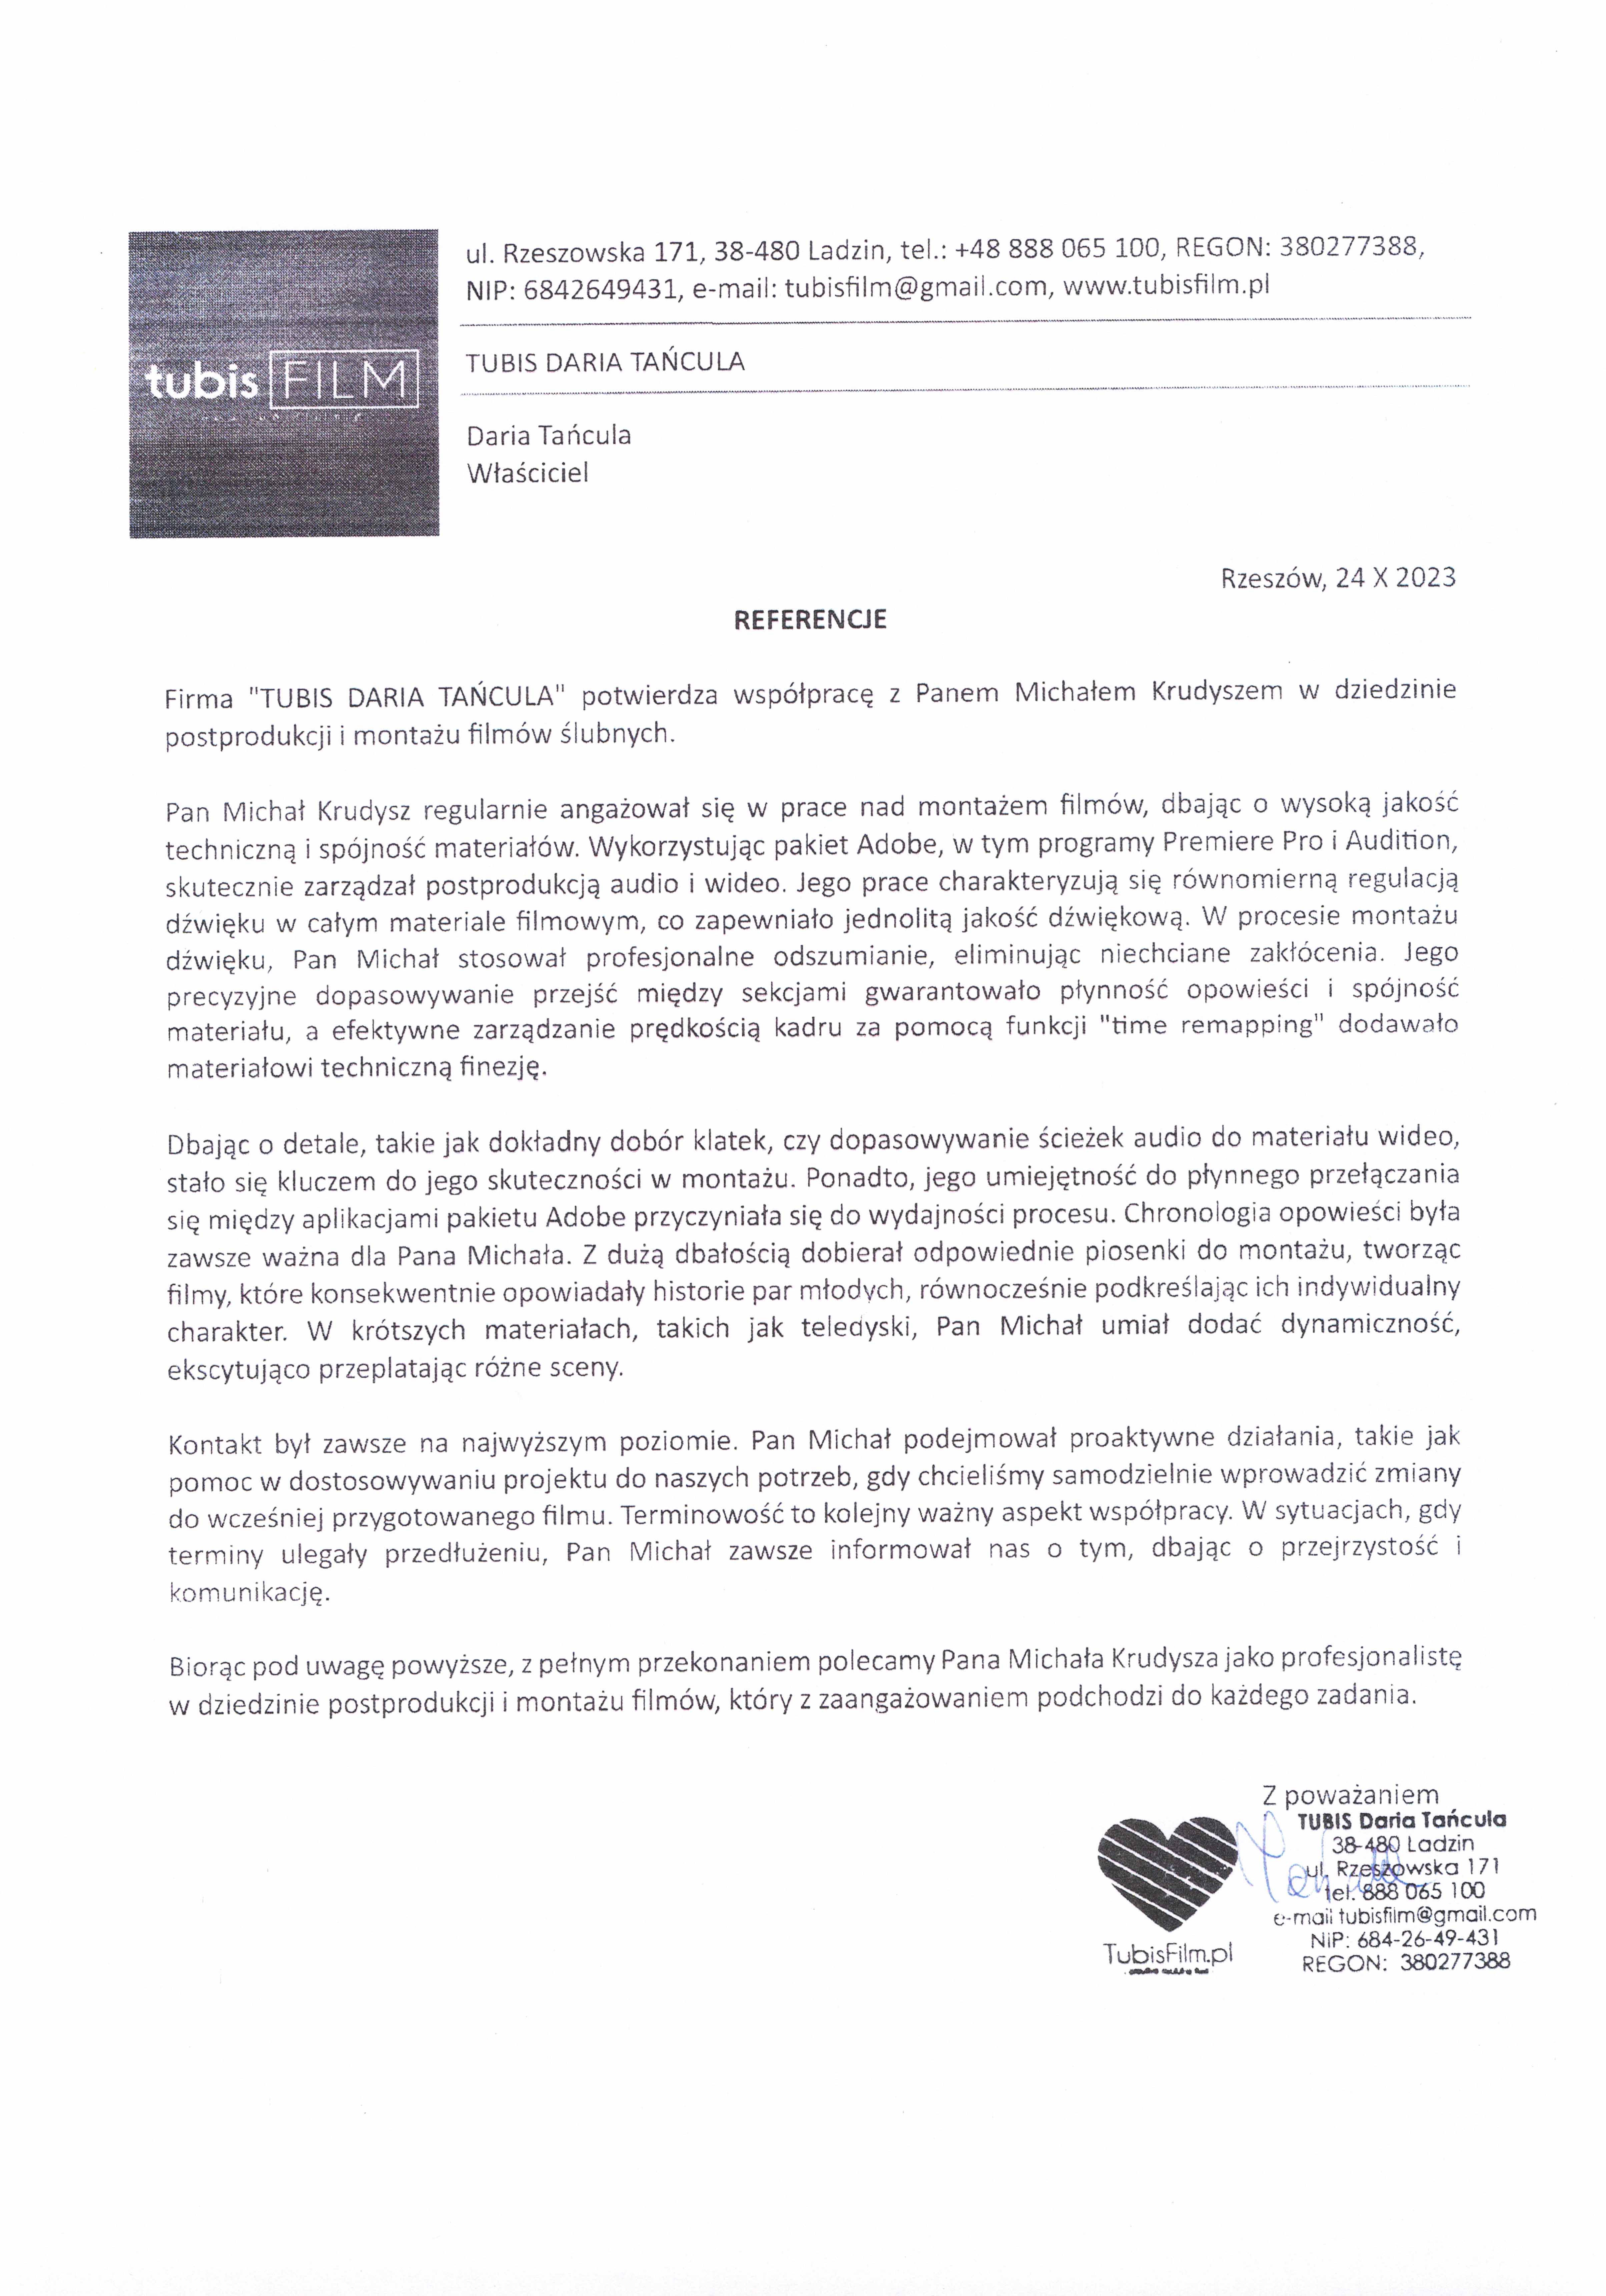 tubis FILM
ul. Rzeszowska 171, 38-480 Ladzin, tel.: +48 888 065 100, REGON: 380277388,
NIP: 6842649431, e-mail: tubisfilm@gmail.com, www.tubisfilm.pl
TUBIS DARIA TAŃCULA
Daria Tańcula
Właściciel
Rzeszów, 24 X 2023
REFERENCJE
Firma "TUBIS DARIA TAŃCULA" potwierdza współpracę z Panem Michałem Krudyszem w dziedzinie
postprodukcji i montażu filmów ślubnych.
Pan Michał Krudysz regularnie angażował się w prace nad montażem filmów, dbając o wysoką jakość
techniczną i spójność materiałów. Wykorzystując pakiet Adobe, w tym programy Premiere Pro i Audition,
skutecznie zarządzał postprodukcją audio i wideo. Jego prace charakteryzują się równomierną regulacją
dźwięku w całym materiale filmowym, co zapewniało jednolitą jakość dźwiękową. W procesie montażu
dźwięku, Pan Michał stosował profesjonalne odszumianie, eliminując niechciane zakłócenia. Jego
precyzyjne dopasowywanie przejść między sekcjami gwarantowało płynność opowieści i spójność
materiału, a efektywne zarządzanie prędkością kadru za pomocą funkcji "time remapping" dodawało
materiałowi techniczną finezję.
Dbając o detale, takie jak dokładny dobór klatek, czy dopasowywanie ścieżek audio do materiału wideo,
stało się kluczem do jego skuteczności w montażu. Ponadto, jego umiejętność do płynnego przełączania
się między aplikacjami pakietu Adobe przyczyniała się do wydajności procesu. Chronologia opowieści była
zawsze ważna dla Pana Michała. Z dużą dbałością dobierał odpowiednie piosenki do montażu, tworząc
filmy, które konsekwentnie opowiadały historie par młodych, równocześnie podkreślając ich indywidualny
charakter. W krótszych materiałach, takich jak teledyski, Pan Michał umiał dodać dynamiczność,
ekscytująco przeplatając różne sceny.
Kontakt był zawsze na najwyższym poziomie. Pan Michał podejmował proaktywne działania, takie jak
pomoc w dostosowywaniu projektu do naszych potrzeb, gdy chcieliśmy samodzielnie wprowadzić zmiany
do wcześniej przygotowanego filmu. Terminowość to kolejny ważny aspekt współpracy. W sytuacjach, gdy
terminy ulegały przedłużeniu, Pan Michał zawsze informował nas o tym, dbając o przejrzystość i
komunikację.
Biorąc pod uwagę powyższe, z pełnym przekonaniem polecamy Pana Michała Krudysza jako profesjonalistę
w dziedzinie postprodukcji i montażu filmów, który z zaangażowaniem podchodzi do każdego zadania.
Z poważaniem
TUBIS Daria Tańcula
38-480 Ladzin
ul. Rzeszowska 171
tel. 888 065 100
e-mail tubisfilm@gmail.com
NIP: 684-26-49-431
REGON: 380277388
TubisFilm.pl